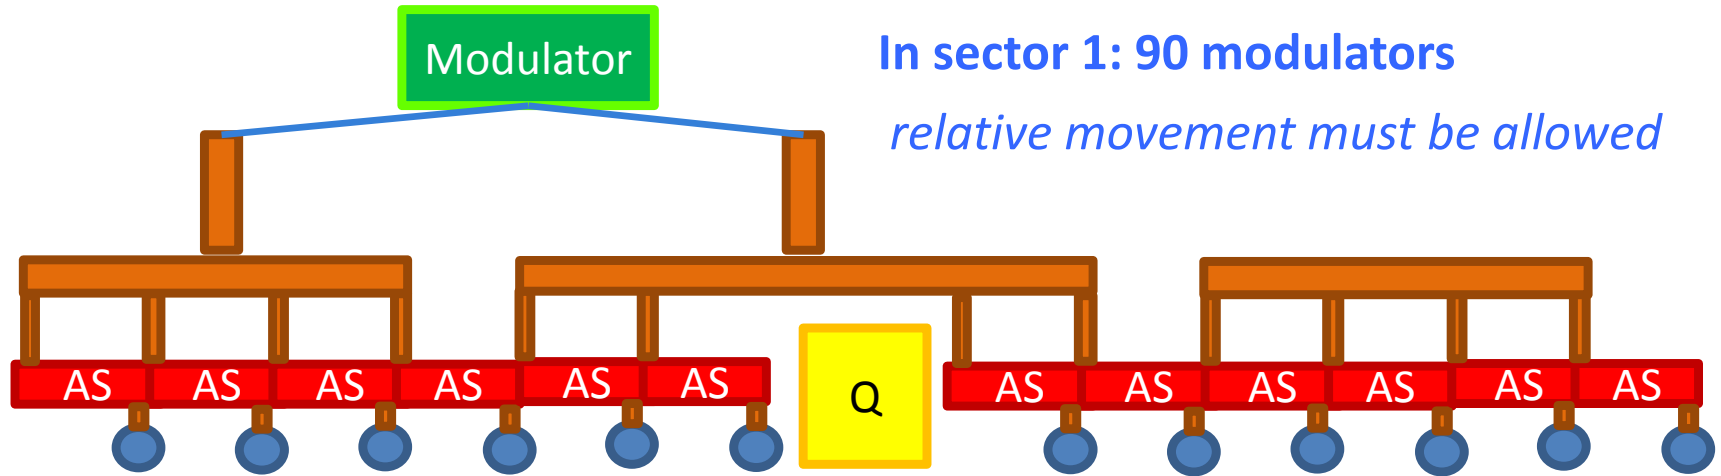 Modulator
In sector 1: 90 modulators
relative movement must be allowed
AS AS AS AS AS AS Q AS AS AS AS AS AS